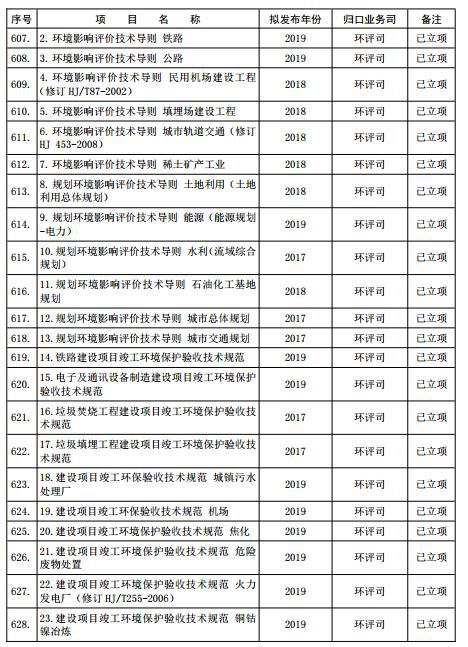 序号 项 目 名 称 拟发布年份 归口业务司 备注
607. 2. 环境影响评价技术导则 铁路 2019 环评司 已立项
608. 3. 环境影响评价技术导则 公路 2019 环评司 已立项
609. 4. 环境影响评价技术导则 民用机场建设工程 2018 环评司 已立项
（修订 HJ/T87-2002）
610. 5. 环境影响评价技术导则 填埋场建设工程 2018 环评司 已立项
611. 6. 环境影响评价技术导则 城市轨道交通（修订 2018 环评司 已立项
HJ 453-2008）
612. 7. 环境影响评价技术导则 稀土矿产工业 2018 环评司 已立项
613. 8. 规划环境影响评价技术导则 土地利用（土地 2018 环评司 已立项
利用总体规划）
614. 9. 规划环境影响评价技术导则 能源（能源规划 2019 环评司 已立项
-电力）
615. 10.规划环境影响评价技术导则 水利(流域综合 2017 环评司 已立项
规划）
616. 11.规划环境影响评价技术导则 石油化工基地 2018 环评司 已立项
规划
617. 12.规划环境影响评价技术导则 城市总体规划 2017 环评司 已立项
618. 13.规划环境影响评价技术导则 城市交通规划 2017 环评司 已立项
619. 14.铁路建设项目竣工环境保护验收技术规范 2019 环评司 已立项
620. 15.电子及通讯设备制造建设项目竣工环境保护 2019 环评司 已立项
验收技术规范
621. 16.垃圾焚烧工程建设项目竣工环境保护验收技 2017 环评司 已立项
术规范
622. 17.垃圾填埋工程建设项目竣工环境保护验收技 2017 环评司 已立项
术规范
623. 18.建设项目竣工环保验收技术规范 城镇污水 2019 环评司 已立项
处理厂
624. 19.建设项目竣工环保验收技术规范 机场 2019 环评司 已立项
625. 20.建设项目竣工环境保护验收技术规范 焦化 2019 环评司 已立项
626. 21.建设项目竣工环境保护验收技术规范 危险 2019 环评司 已立项
废物处置
627. 22.建设项目竣工环境保护验收技术规范 火力 2019 环评司 已立项
发电厂（修订 HJ/T255-2006）
628. 23.建设项目竣工环境保护验收技术规范 铜钴 2019 环评司 已立项
镍冶炼